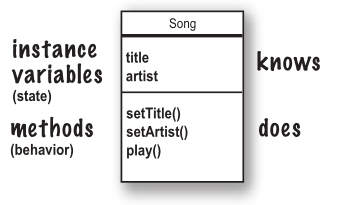 Song
instance
variables
(state)
title
artist
knows
methods
(behavior)
setTitle()
setArtist()
play()
does